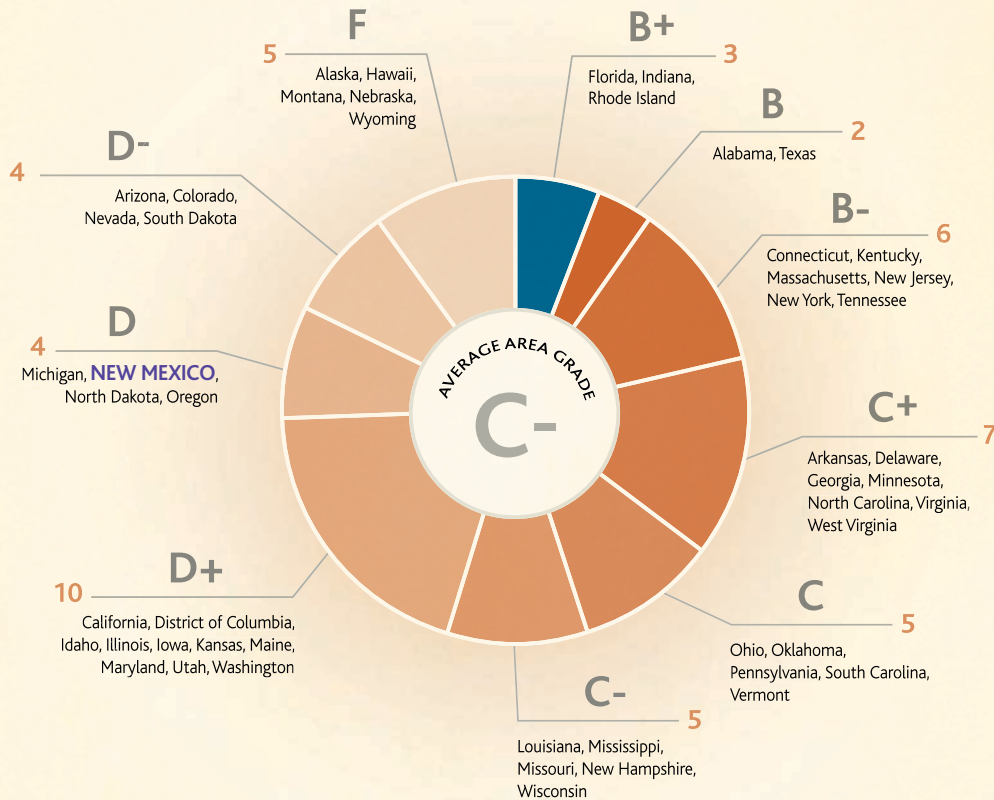 F
5
Alaska, Hawaii,
Montana, Nebraska,
Wyoming
B+
3
Florida, Indiana,
Rhode Island
B
2
Alabama, Texas
B-
6
Connecticut, Kentucky,
Massachusetts, New Jersey,
New York, Tennessee
C+
7
Arkansas, Delaware,
Georgia, Minnesota,
North Carolina, Virginia,
West Virginia
C
5
Ohio, Oklahoma,
Pennsylvania, South Carolina,
Vermont
C-
5
Louisiana, Mississippi,
Missouri, New Hampshire,
Wisconsin
D+
10
California, District of Columbia,
Idaho, Illinois, Iowa, Kansas, Maine,
Maryland, Utah, Washington
D
4
Michigan, NEW MEXICO,
North Dakota, Oregon
D-
4
Arizona, Colorado,
Nevada, South Dakota
AVERAGE AREA GRADE
C-